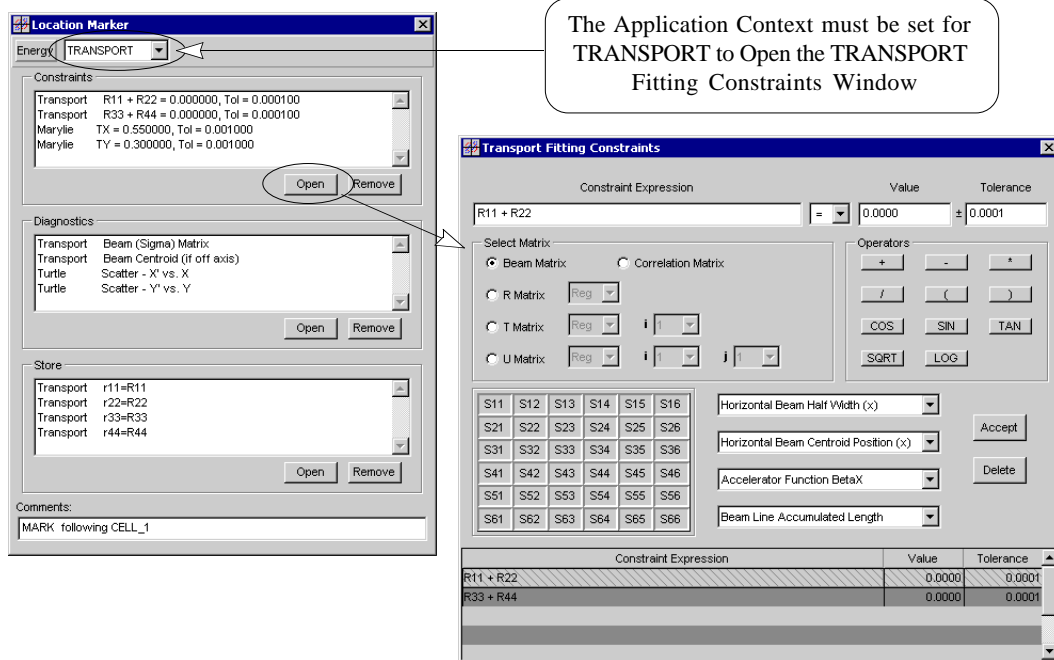 Location Marker
Energy TRANSPORT
The Application Context must be set for
TRANSPORT to Open the TRANSPORT
Fitting Constraints Window
Constraints
Transport R11 + R22 = 0.000000, Tol = 0.000100
Transport R33 + R44 = 0.000000, Tol = 0.000100
Marylie TX = 0.550000, Tol = 0.001000
Marylie TY = 0.300000, Tol = 0.001000
Open Remove
Diagnostics
Transport Beam (Sigma) Matrix
Transport Beam Centroid (if off axis)
Turtle Scatter - X' vs. X
Turtle Scatter - Y' vs. Y
Open Remove
Store
Transport r11=R11
Transport r22=R22
Transport r33=R33
Transport r44=R44
Open Remove
Comments:
MARK following CELL_1
Transport Fitting Constraints
Constraint Expression Value Tolerance
R11 + R22 = 0.0000 ± 0.0001
Select Matrix
Beam Matrix Correlation Matrix
R Matrix Reg
T Matrix Reg i 1
U Matrix Reg i 1 j 1
Operators
+ - *
/ ( )
COS SIN TAN
SQRT LOG
S11 S12 S13 S14 S15 S16
S21 S22 S23 S24 S25 S26
S31 S32 S33 S34 S35 S36
S41 S42 S43 S44 S45 S46
S51 S52 S53 S54 S55 S56
S61 S62 S63 S64 S65 S66
Horizontal Beam Half Width (x)
Horizontal Beam Centroid Position (x)
Accelerator Function BetaX
Beam Line Accumulated Length
Accept
Delete
Constraint Expression Value Tolerance
R11 + R22 0.0000 0.0001
R33 + R44 0.0000 0.0001